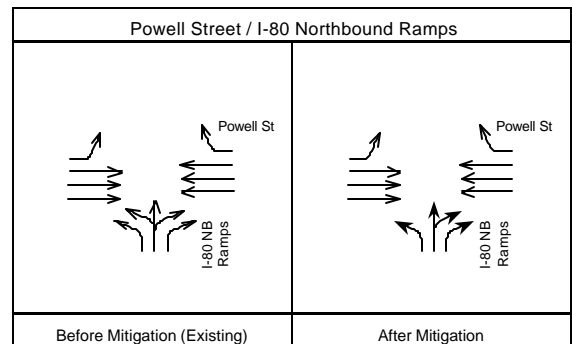 Powell Street / I-80 Northbound Ramps
Powell St
I-80 NB
Ramps
Powell St
I-80 NB
Ramps
Before Mitigation (Existing)
After Mitigation